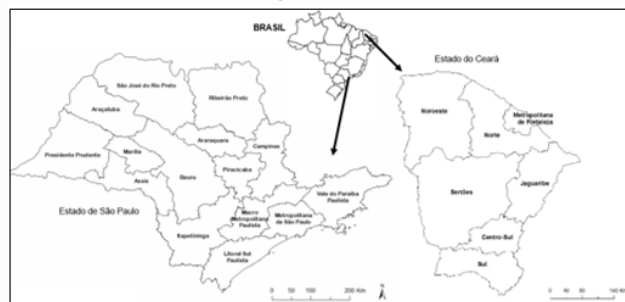 BRASIL
Estado do Ceará
São José do Rio Preto
Ribeirão Preto
Araçatuba
Noroeste
Metropolitana
de Fortaleza
Norte
Araraquara
Campinas
Presidente Prudente
Marília
Assis
Bauru
Piracicaba
Vale do Paraíba
Paulista
Sertões
Jaguaribe
Estado de São Paulo
Macro
Metropolitana
Paulista
Metropolitana
de São Paulo
Itapetininga
Centro-Sul
Litoral Sul
Paulista
Sul
0 50 100 200 Km
N
0 40 80 160 Km